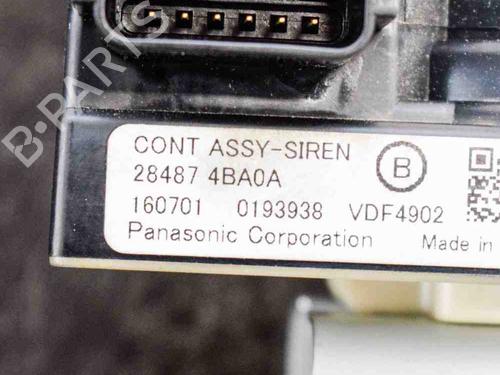 B-PARTS
CONT ASSY-SIREN B
28487 4BA0A
160701 0193938 VDF4902
Panasonic Corporation Made in